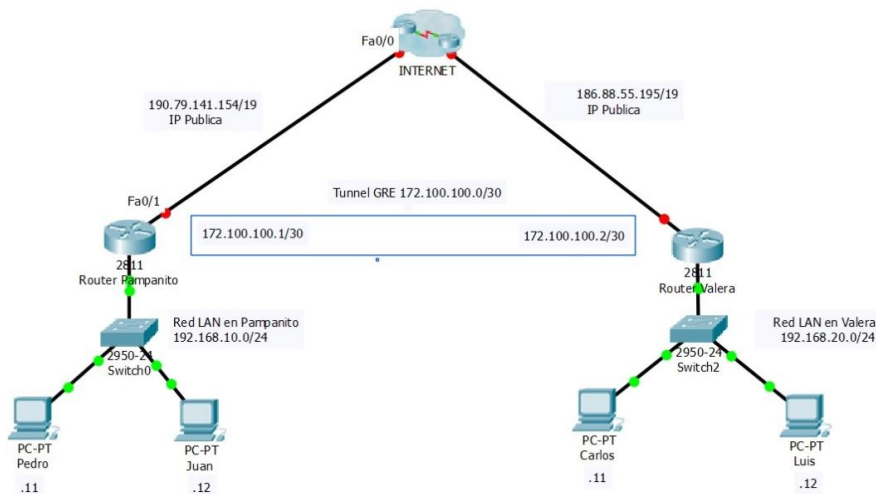 Fa0/0
INTERNET
190.79.141.154/19
IP Publica
186.88.55.195/19
IP Publica
Tunnel GRE 172.100.100.0/30
Fa0/1
172.100.100.1/30
172.100.100.2/30
2811
Router Pampanito
2811
Router Valera
Red LAN en Pampanito
192.168.10.0/24
Red LAN en Valera
192.168.20.0/24
2950-24
Switch0
2950-24
Switch2
PC-PT
Pedro
.11
PC-PT
Juan
.12
PC-PT
Carlos
.11
PC-PT
Luis
.12